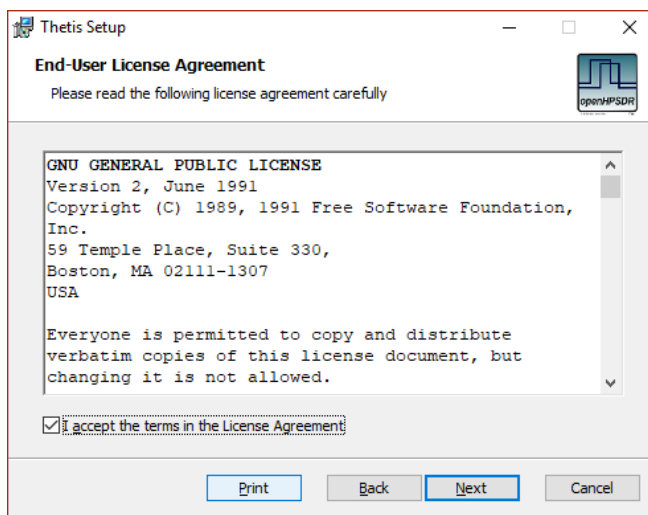 Thetis Setup
End-User License Agreement
Please read the following license agreement carefully
openHPSDR
GNU GENERAL PUBLIC LICENSE
Version 2, June 1991
Copyright (C) 1989, 1991 Free Software Foundation,
Inc.
59 Temple Place, Suite 330,
Boston, MA 02111-1307
USA
Everyone is permitted to copy and distribute
verbatim copies of this license document, but
changing it is not allowed.
I accept the terms in the License Agreement
Print Back Next Cancel